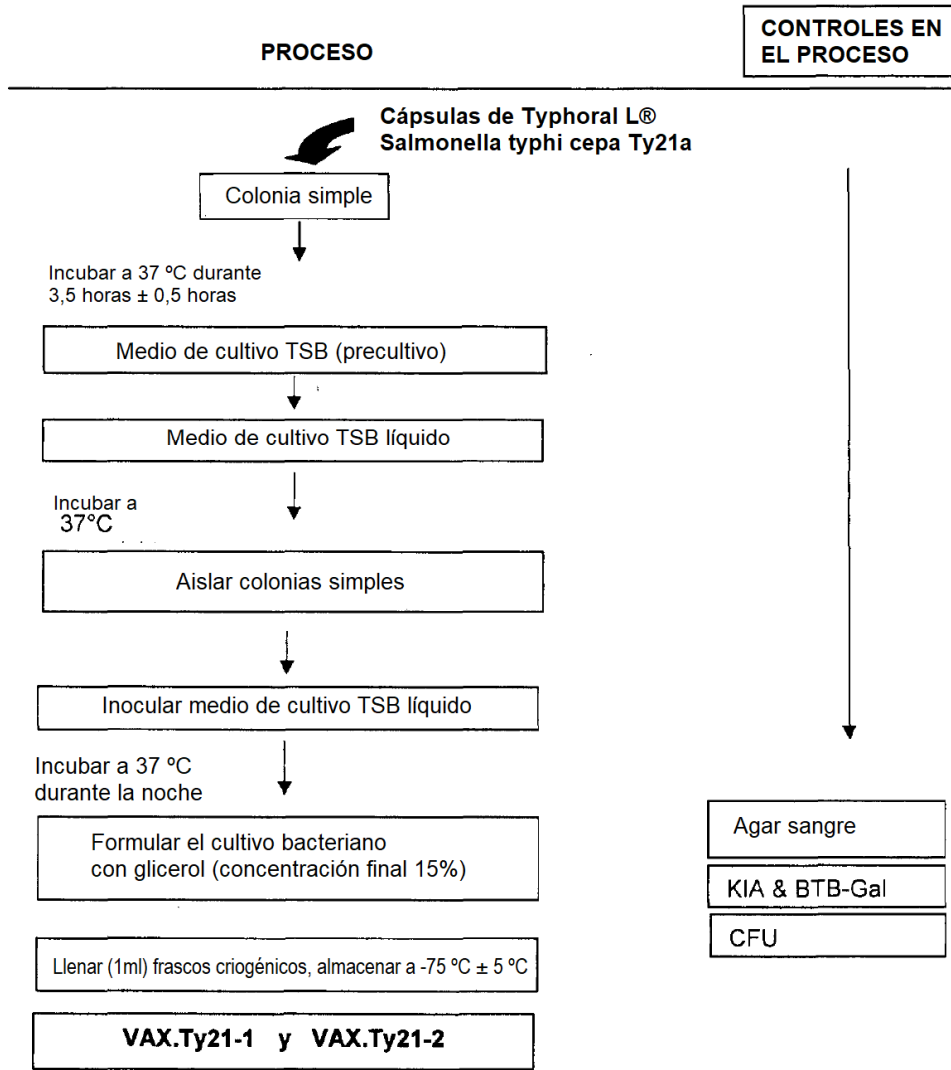 PROCESO
CONTROLES EN
EL PROCESO
Cápsulas de Typhoral L®
Salmonella typhi cepa Ty21a
Colonia simple
Incubar a 37 ºC durante
3,5 horas ± 0,5 horas
Medio de cultivo TSB (precultivo)
Medio de cultivo TSB líquido
Incubar a
37°C
Aislar colonias simples
Inocular medio de cultivo TSB líquido
Incubar a 37 ºC
durante la noche
Formular el cultivo bacteriano
con glicerol (concentración final 15%)
Llenar (1ml) frascos criogénicos, almacenar a -75 ºC ± 5 ºC
VAX.Ty21-1 y VAX.Ty21-2
Agar sangre
KIA & BTB-Gal
CFU